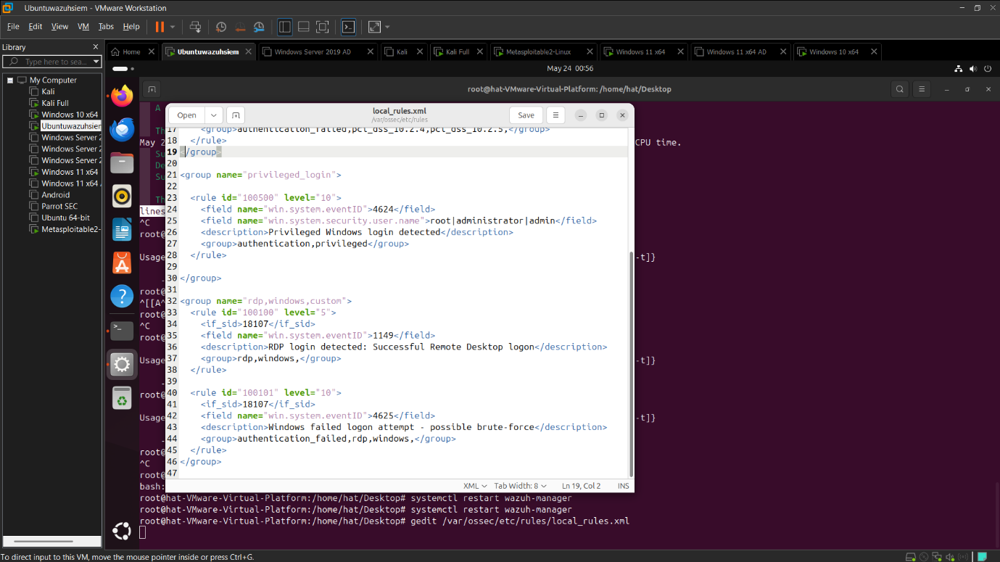 Ubuntuwazuhsiem - VMware Workstation
File Edit View VM Tabs Help
Library
Type here to sea...
Home Ubuntuwazuhsiem Windows Server 2019 AD Kali Kali Full Metasploitable2-Linux Windows 11 x64 Windows 11 x64 AD Windows 10 x64
My Computer
Kali
Kali Full
Windows 10 x64
Ubuntuwazuhsiem
Windows Server 2
Windows Server 2
Windows Server 2
Windows 11 x64
Windows 11 x64
Android
Parrot SEC
Ubuntu 64-bit
Metasploitable2-
May 24 00:56
root@hat-VMware-Virtual-Platform: /home/hat/Desktop
A
Th
May 2
CPU time.
Su
De
Su
Th
lines
^C
root@
Usage
-t]}
-
root@
^[[A^
root@
^C
root@
Usage
-t]}
-
root@
Usage
-t]}
-
root@
^C
root@
bash:
Open
local_rules.xml
/var/ossec/etc/rules
Save
17 <group>authentication_failed,pci_dss_10.2.4,pci_dss_10.2.5,</group>
18 </rule>
19 </group>
20
21 <group name="privileged_login">
22
23 <rule id="100500" level="10">
24 <field name="win.system.eventID">4624</field>
25 <field name="win.system.security.user.name">root|administrator|admin</field>
26 <description>Privileged Windows login detected</description>
27 <group>authentication,privileged</group>
28 </rule>
29
30 </group>
31
32 <group name="rdp,windows,custom">
33 <rule id="100100" level="5">
34 <if_sid>18107</if_sid>
35 <field name="win.system.eventID">1149</field>
36 <description>RDP login detected: Successful Remote Desktop logon</description>
37 <group>rdp,windows,</group>
38 </rule>
39
40 <rule id="100101" level="10">
41 <if_sid>18107</if_sid>
42 <field name="win.system.eventID">4625</field>
43 <description>Windows failed logon attempt - possible brute-force</description>
44 <group>authentication_failed,rdp,windows,</group>
45 </rule>
46 </group>
47
XML Tab Width: 8 Ln 19, Col 2 INS
root@hat-VMware-Virtual-Platform:/home/hat/Desktop# systemctl restart wazuh-manager
root@hat-VMware-Virtual-Platform:/home/hat/Desktop# systemctl restart wazuh-manager
root@hat-VMware-Virtual-Platform:/home/hat/Desktop# gedit /var/ossec/etc/rules/local_rules.xml
To direct input to this VM, move the mouse pointer inside or press Ctrl+G.